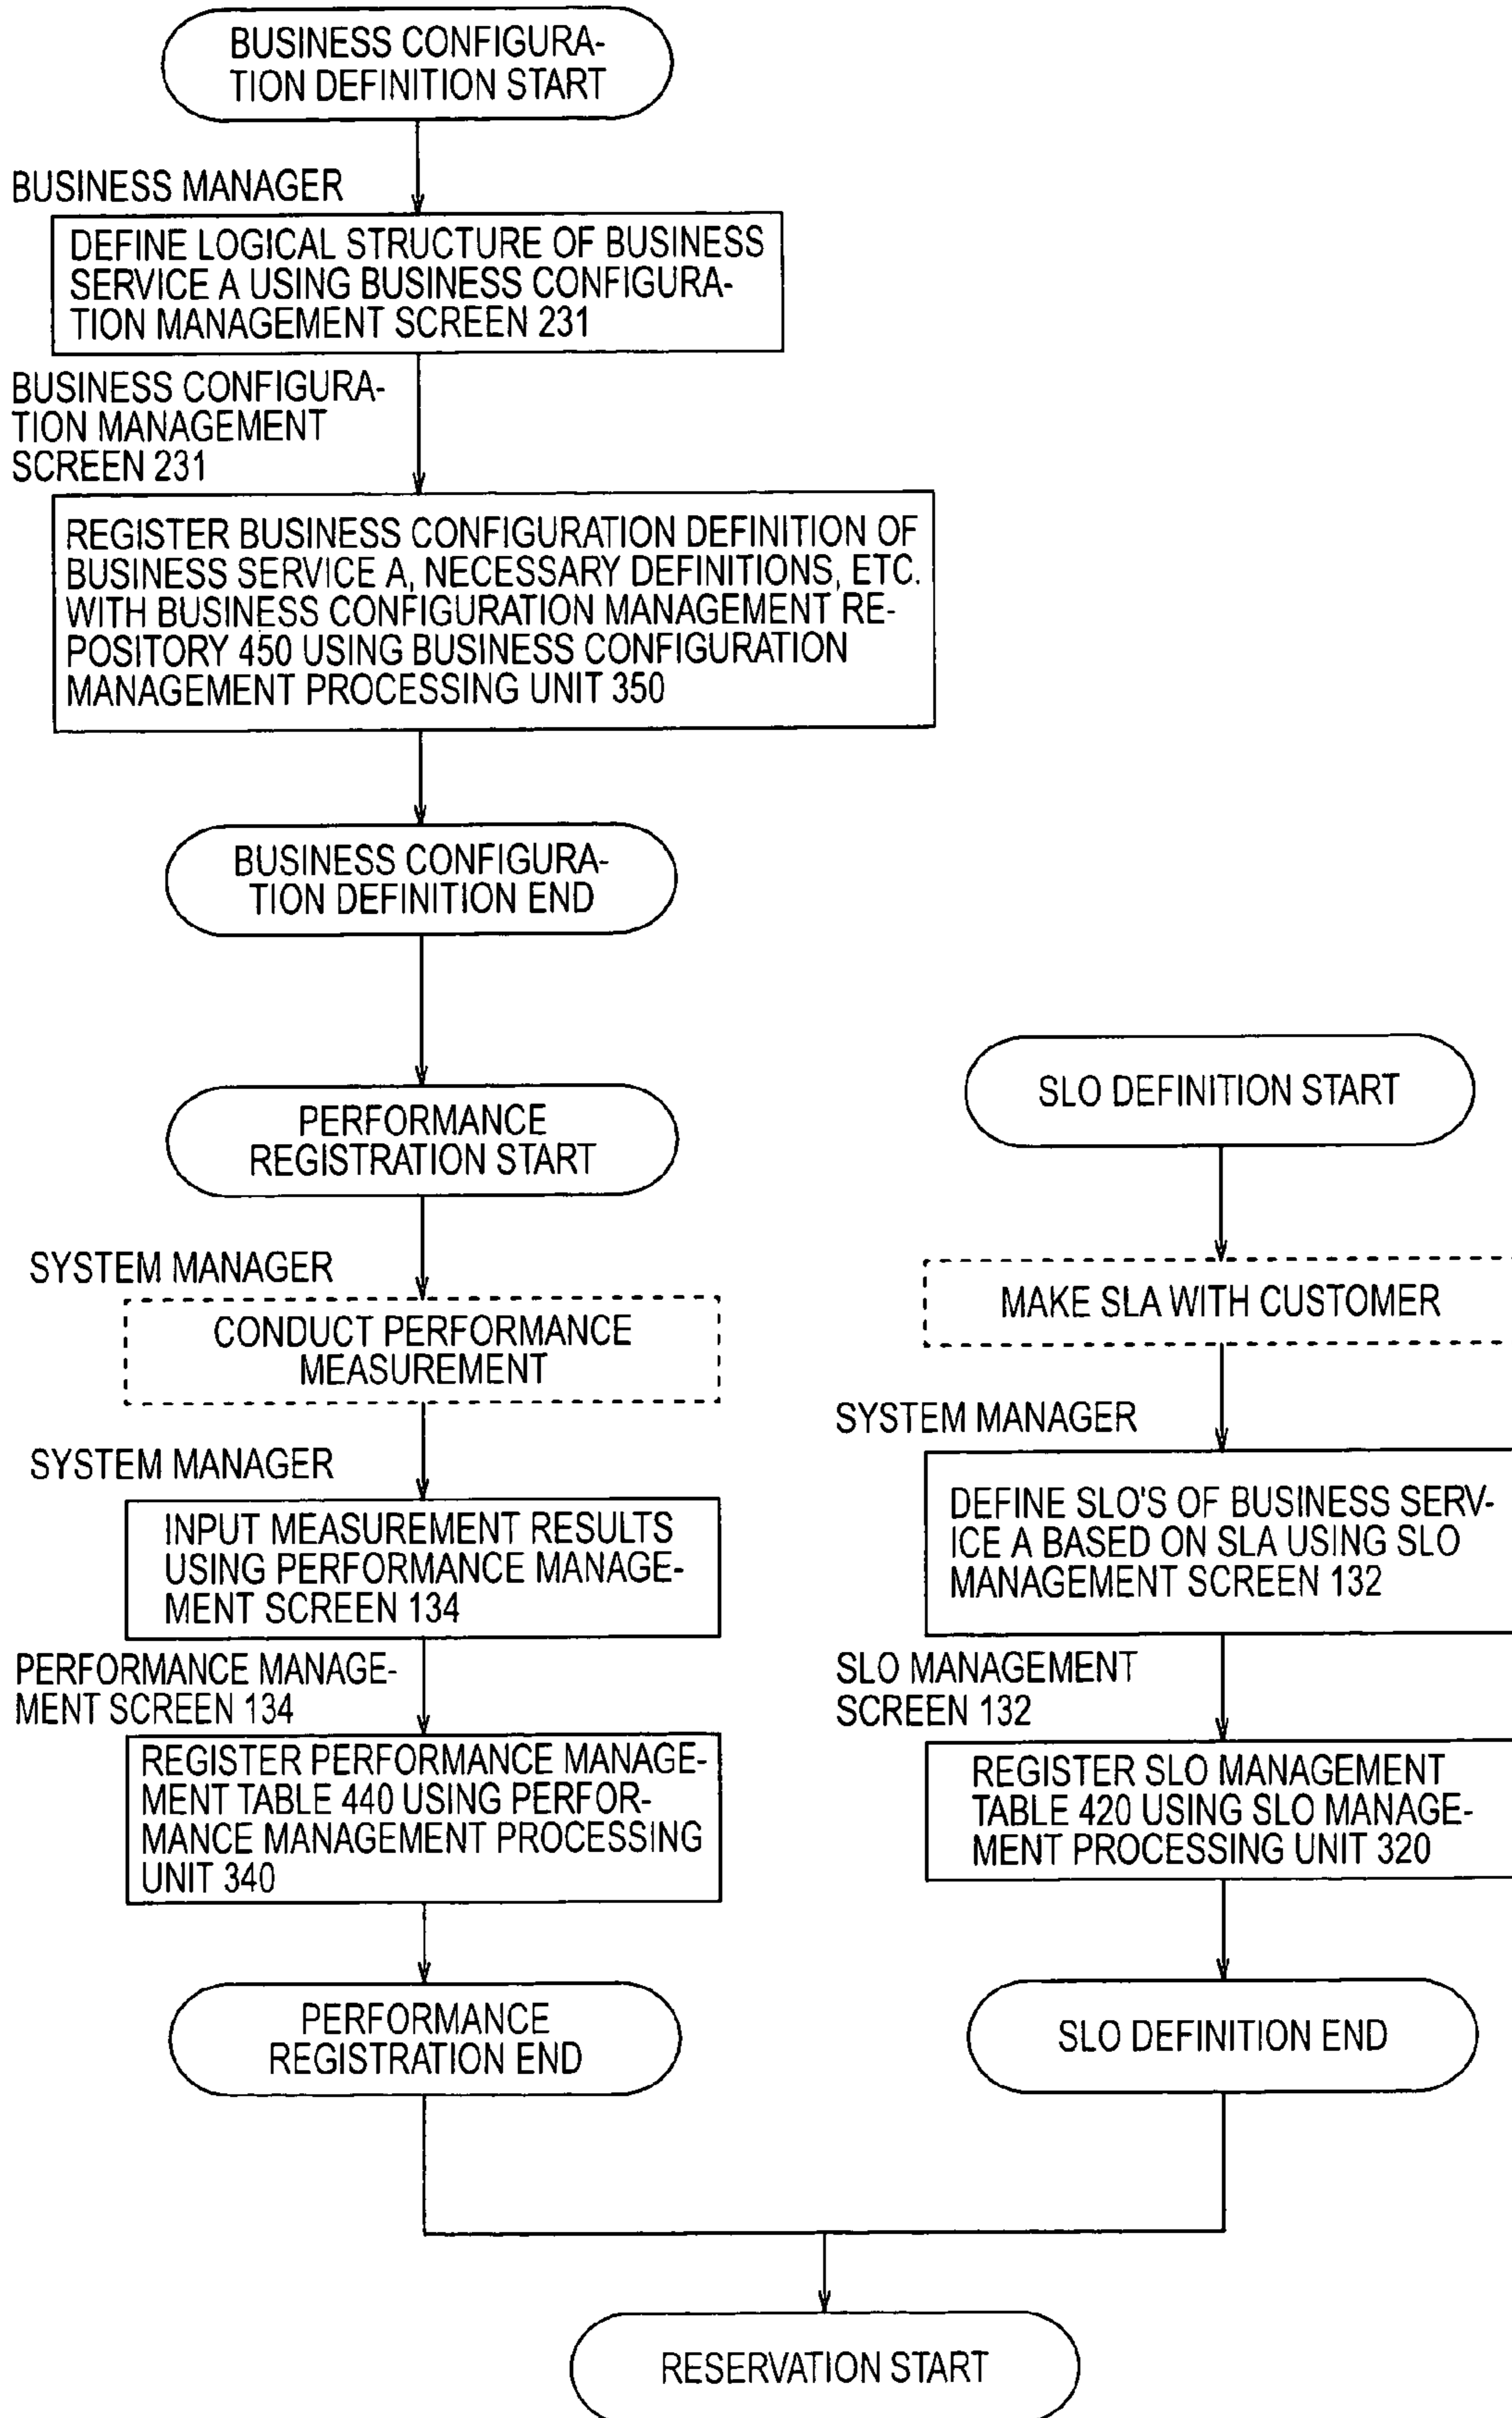 BUSINESS CONFIGURA-
TION DEFINITION START
BUSINESS MANAGER
DEFINE LOGICAL STRUCTURE OF BUSINESS
SERVICE A USING BUSINESS CONFIGURA-
TION MANAGEMENT SCREEN 231
BUSINESS CONFIGURA-
TION MANAGEMENT
SCREEN 231
REGISTER BUSINESS CONFIGURATION DEFINITION OF
BUSINESS SERVICE A, NECESSARY DEFINITIONS, ETC.
WITH BUSINESS CONFIGURATION MANAGEMENT RE-
POSITORY 450 USING BUSINESS CONFIGURATION
MANAGEMENT PROCESSING UNIT 350
BUSINESS CONFIGURA-
TION DEFINITION END
PERFORMANCE
REGISTRATION START
SYSTEM MANAGER
CONDUCT PERFORMANCE
MEASUREMENT
SYSTEM MANAGER
INPUT MEASUREMENT RESULTS
USING PERFORMANCE MANAGE-
MENT SCREEN 134
PERFORMANCE MANAGE-
MENT SCREEN 134
REGISTER PERFORMANCE MANAGE-
MENT TABLE 440 USING PERFOR-
MANCE MANAGEMENT PROCESSING
UNIT 340
PERFORMANCE
REGISTRATION END
SLO DEFINITION START
MAKE SLA WITH CUSTOMER
SYSTEM MANAGER
DEFINE SLO'S OF BUSINESS SERV-
ICE A BASED ON SLA USING SLO
MANAGEMENT SCREEN 132
SLO MANAGEMENT
SCREEN 132
REGISTER SLO MANAGEMENT
TABLE 420 USING SLO MANAGE-
MENT PROCESSING UNIT 320
SLO DEFINITION END
RESERVATION START